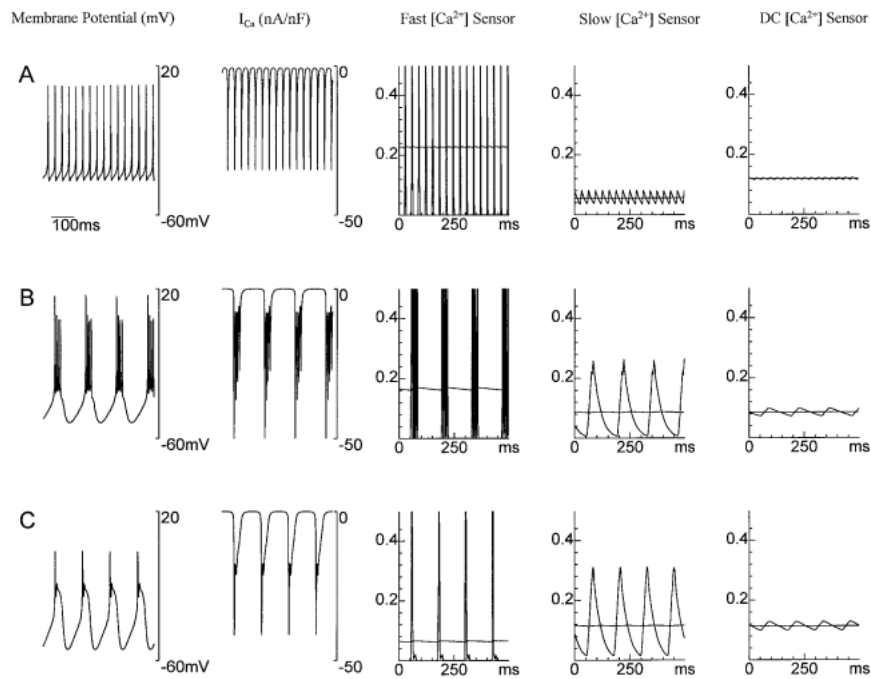 Membrane Potential (mV) I_Ca (nA/nF) Fast [Ca²⁺] Sensor Slow [Ca²⁺] Sensor DC [Ca²⁺] Sensor
A
20 0 0.4 0.4 0.4
0.2 0.2 0.2
100ms -60mV -50 0 250 ms 0 250 ms 0 250 ms
B
20 0 0.4 0.4 0.4
0.2 0.2 0.2
-60mV -50 0 250 ms 0 250 ms 0 250 ms
C
20 0 0.4 0.4 0.4
0.2 0.2 0.2
-60mV -50 0 250 ms 0 250 ms 0 250 ms